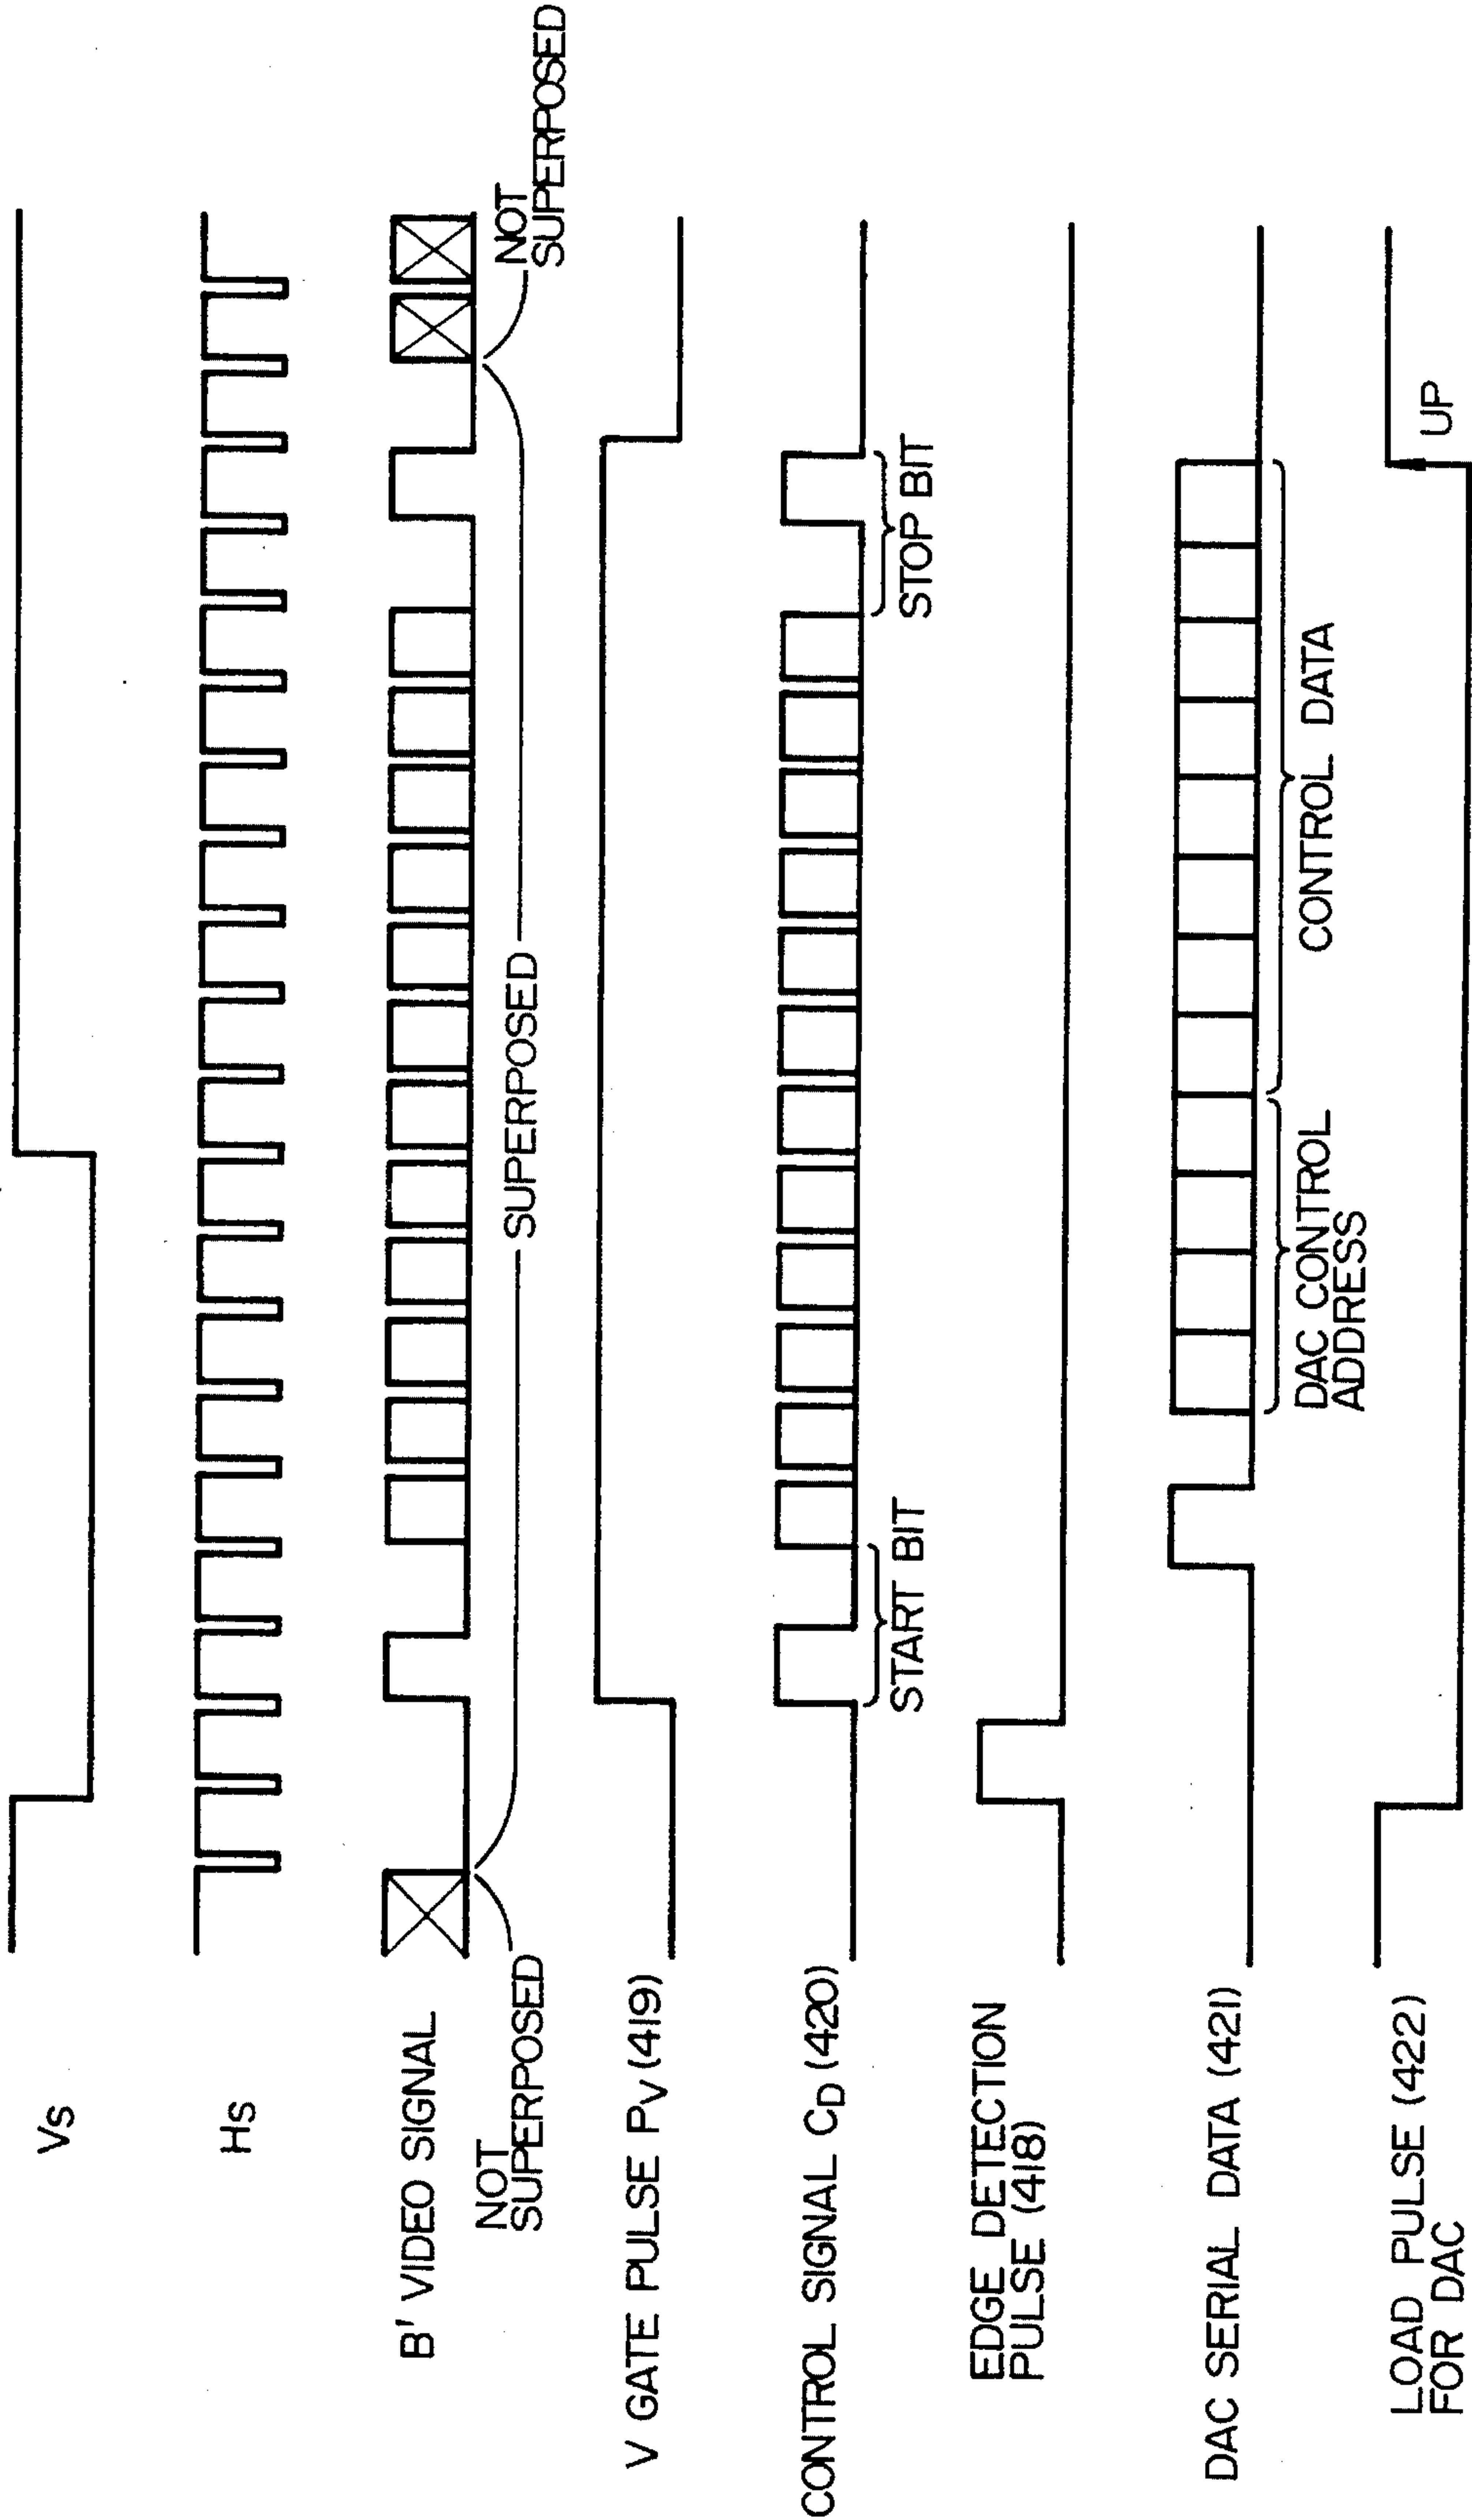 Vs
Hs
B' VIDEO SIGNAL
NOT
SUPERPOSED
SUPERPOSED
NOT
SUPERPOSED
V GATE PULSE PV (419)
CONTROL SIGNAL CD (420)
START BIT
STOP BIT
EDGE DETECTION
PULSE (418)
DAC SERIAL DATA (421)
DAC CONTROL
ADDRESS
CONTROL DATA
LOAD PULSE (422)
FOR DAC
UP